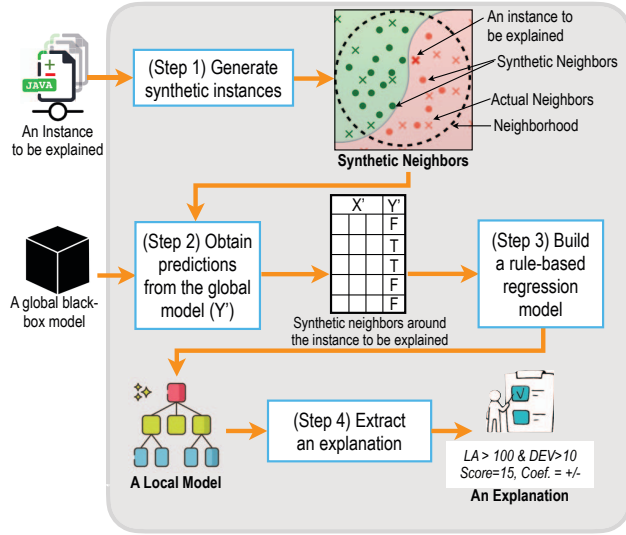 An instance to
be explained
Synthetic Neighbors
Actual Neighbors
Neighborhood
JAVA
An Instance
to be explained
(Step 1) Generate
synthetic instances
Synthetic Neighbors
A global black-
box model
(Step 2) Obtain
predictions
from the global
model (Y')
X' Y'
F
T
T
F
F
Synthetic neighbors around
the instance to be explained
(Step 3) Build
a rule-based
regression
model
A Local Model
(Step 4) Extract
an explanation
LA > 100 & DEV>10
Score=15, Coef. = +/-
An Explanation